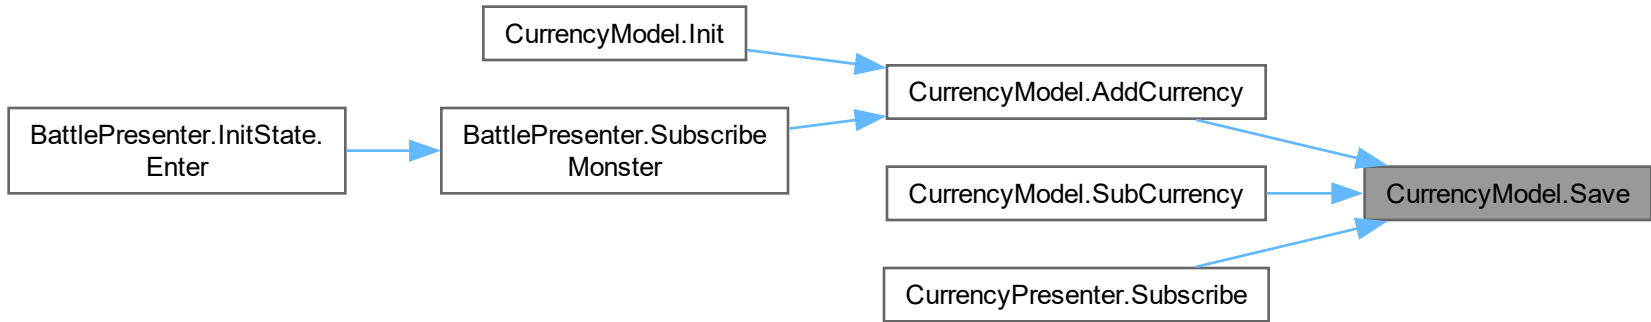 CurrencyModel.Init
CurrencyModel.AddCurrency
BattlePresenter.InitState.
Enter
BattlePresenter.Subscribe
Monster
CurrencyModel.SubCurrency
CurrencyModel.Save
CurrencyPresenter.Subscribe